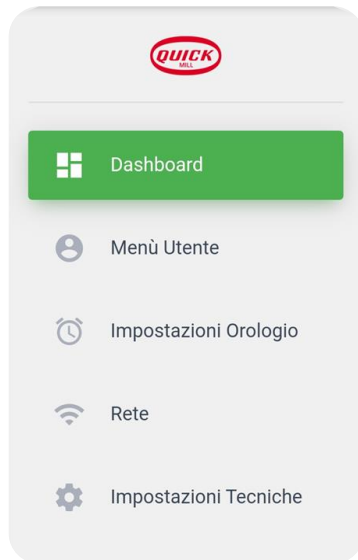 QUICK
MILL
Dashboard
Menù Utente
Impostazioni Orologio
Rete
Impostazioni Tecniche